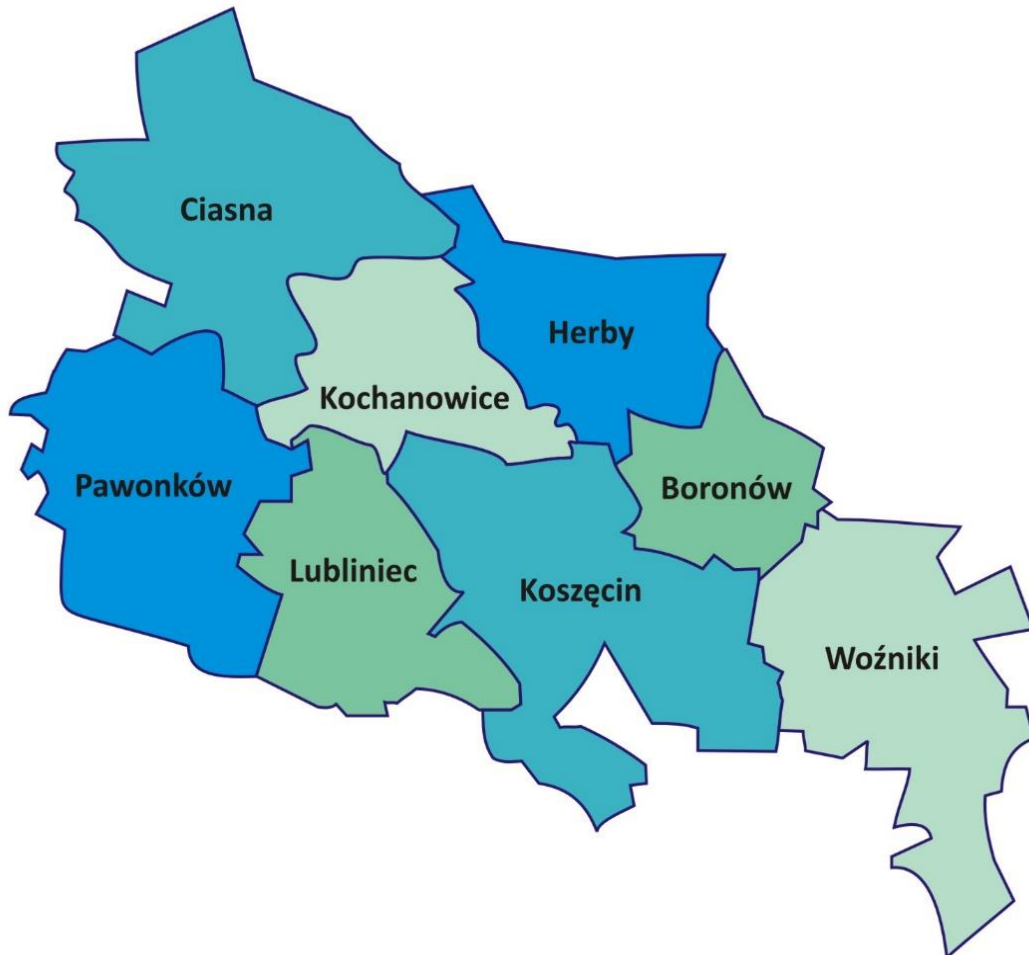 Ciasna
Herby
Kochanowice
Pawonków
Boronów
Lubliniec
Koszęcin
Woźniki